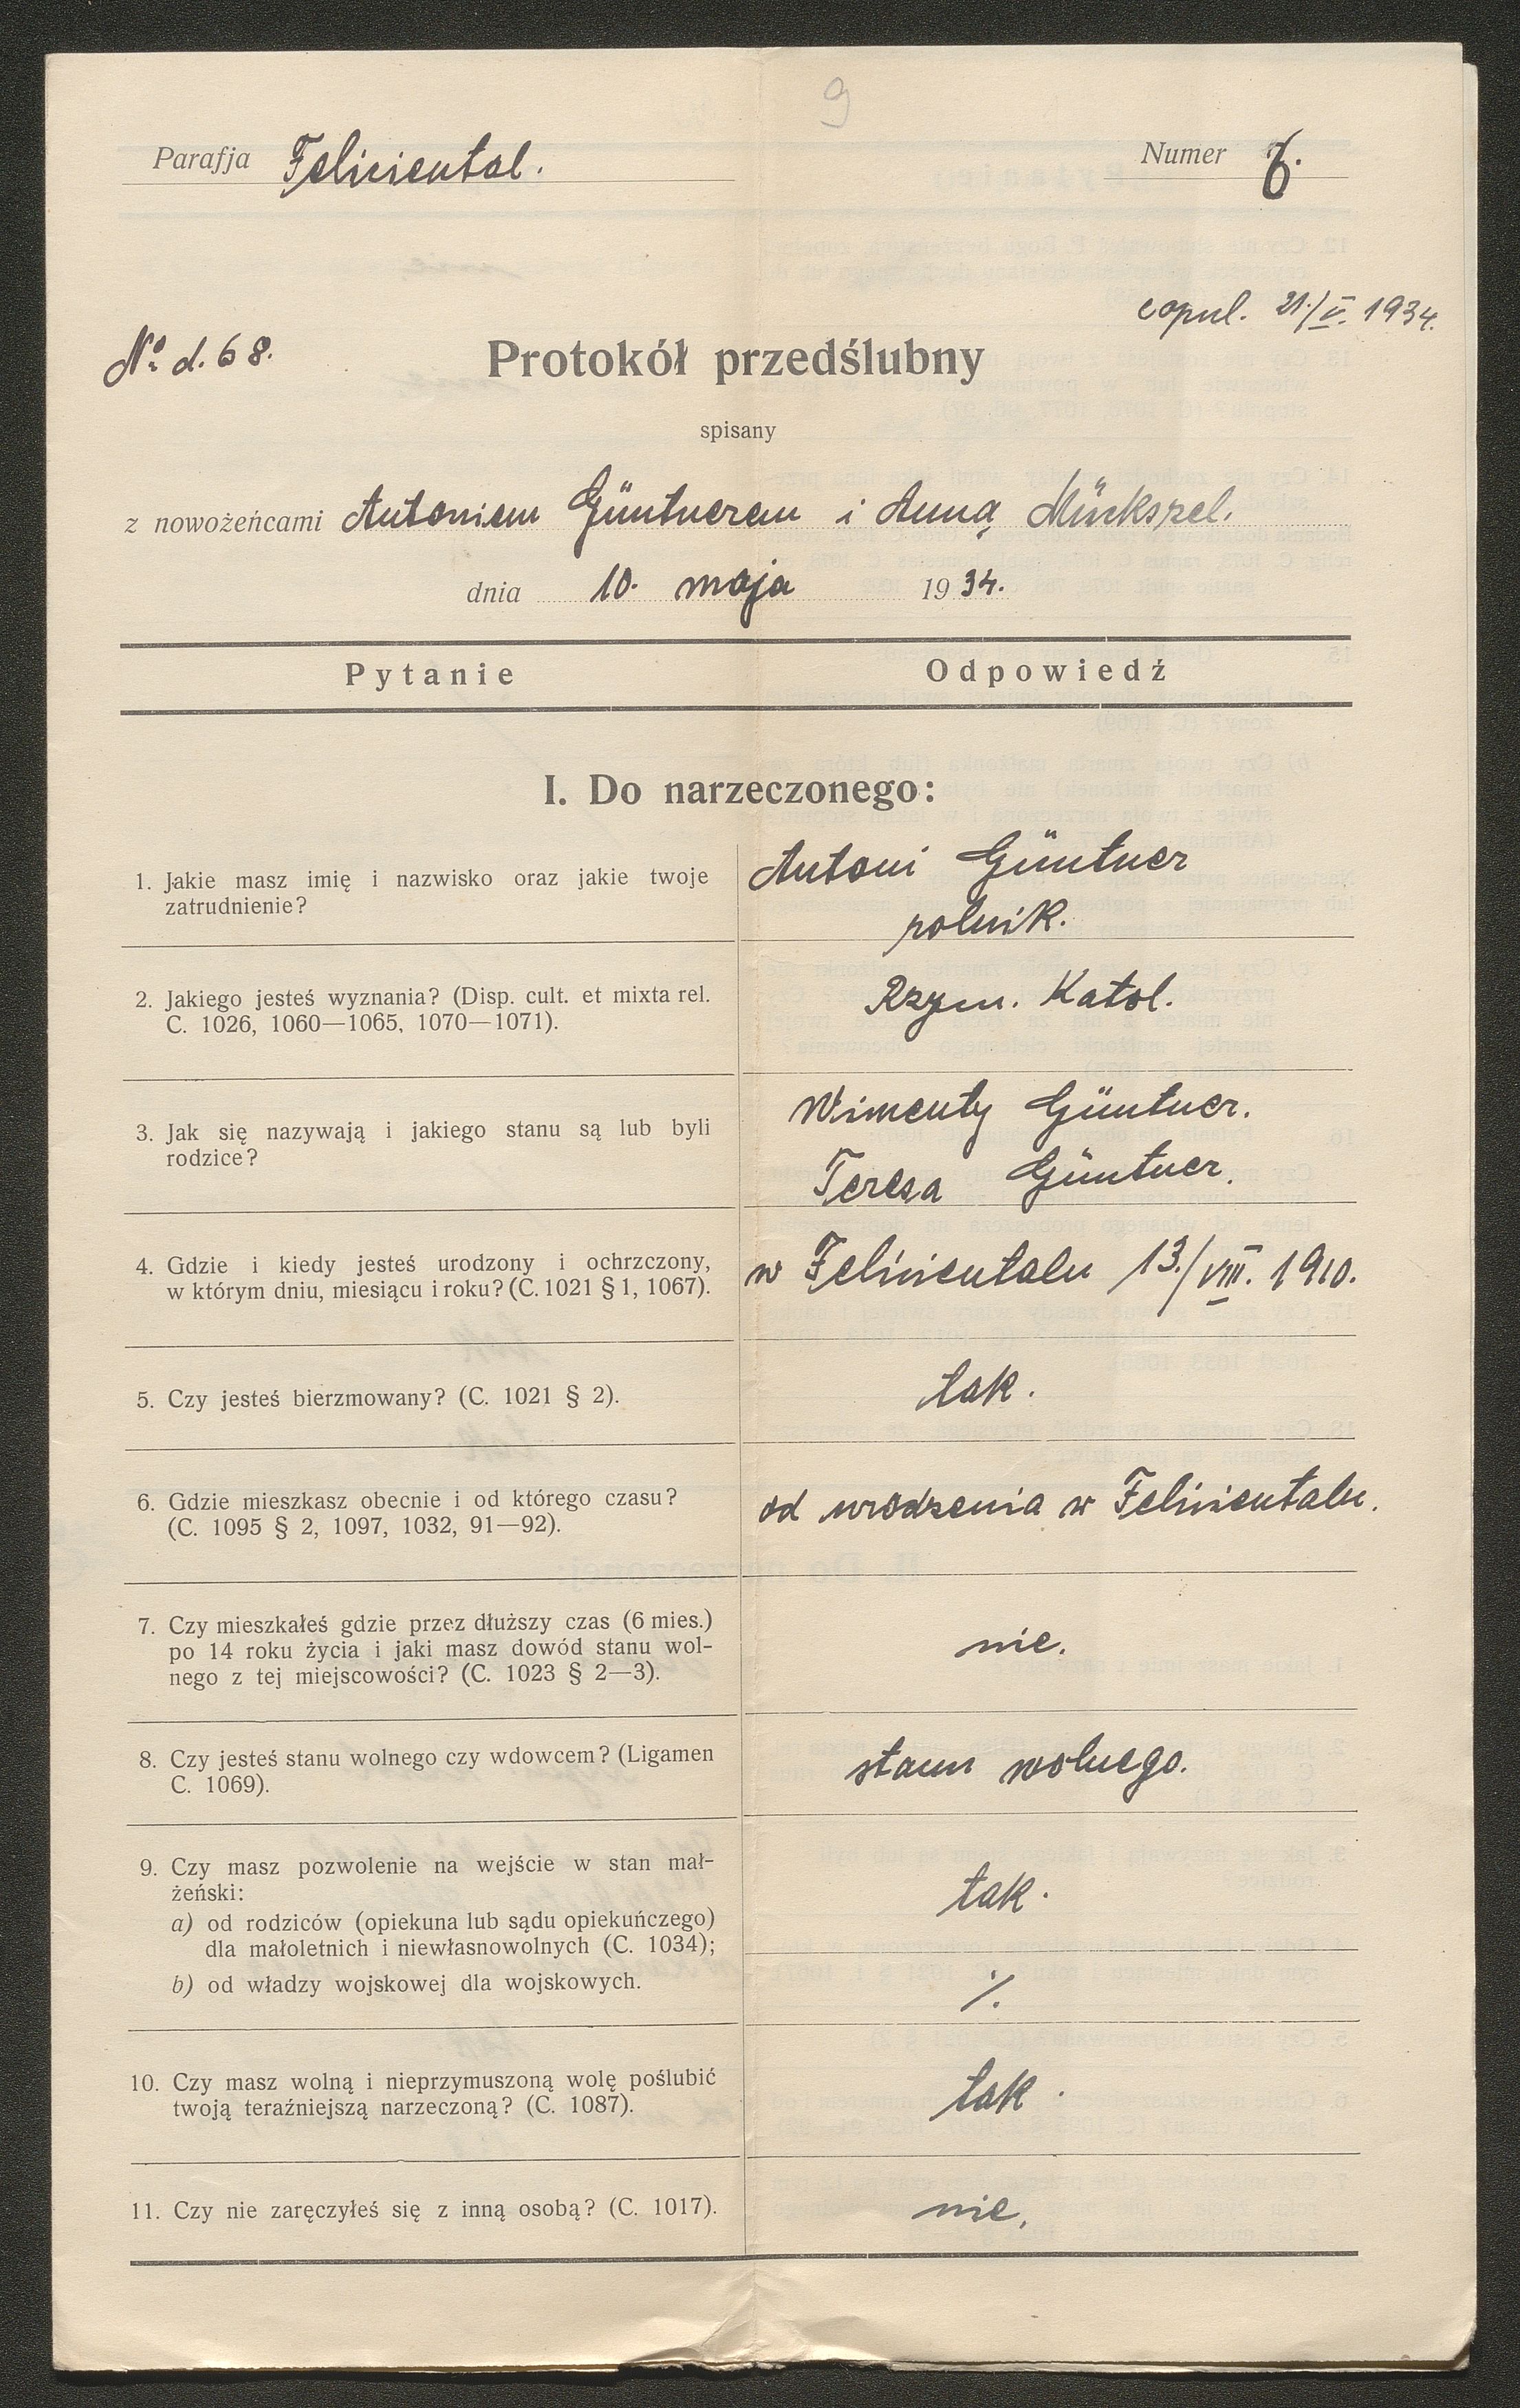 9
Parafja Feliciental.
Numer 6.
copul. 21./V. 1934.
No. d. 68.
Protokół przedślubny
spisany
z nowożeńcami Antoniem Güntnerem i Anną Münkszel.
dnia 10. maja 1934.
Pytanie Odpowiedź
I. Do narzeczonego:
1. Jakie masz imię i nazwisko oraz jakie twoje
zatrudnienie?
Antoni Güntner
rolnik.
2. Jakiego jesteś wyznania? (Disp. cult. et mixta rel.
C. 1026, 1060—1065, 1070—1071).
Rzym. Katol.
3. Jak się nazywają i jakiego stanu są lub byli
rodzice?
Wincenty Güntner.
Teresa Güntner.
4. Gdzie i kiedy jesteś urodzony i ochrzczony,
w którym dniu, miesiącu i roku? (C. 1021 § 1, 1067).
w Felicientalu 13./VIII. 1910.
5. Czy jesteś bierzmowany? (C. 1021 § 2).
tak.
6. Gdzie mieszkasz obecnie i od którego czasu?
(C. 1095 § 2, 1097, 1032, 91—92).
od urodzenia w Felicientalu.
7. Czy mieszkałeś gdzie przez dłuższy czas (6 mies.)
po 14 roku życia i jaki masz dowód stanu wol-
nego z tej miejscowości? (C. 1023 § 2—3).
nie.
8. Czy jesteś stanu wolnego czy wdowcem? (Ligamen
C. 1069).
stanu wolnego.
9. Czy masz pozwolenie na wejście w stan mał-
żeński:
a) od rodziców (opiekuna lub sądu opiekuńczego)
dla małoletnich i niewłasnowolnych (C. 1034);
tak.
b) od władzy wojskowej dla wojskowych.
./.
10. Czy masz wolną i nieprzymuszoną wolę poślubić
twoją teraźniejszą narzeczoną? (C. 1087).
tak.
11. Czy nie zaręczyłeś się z inną osobą? (C. 1017).
nie.